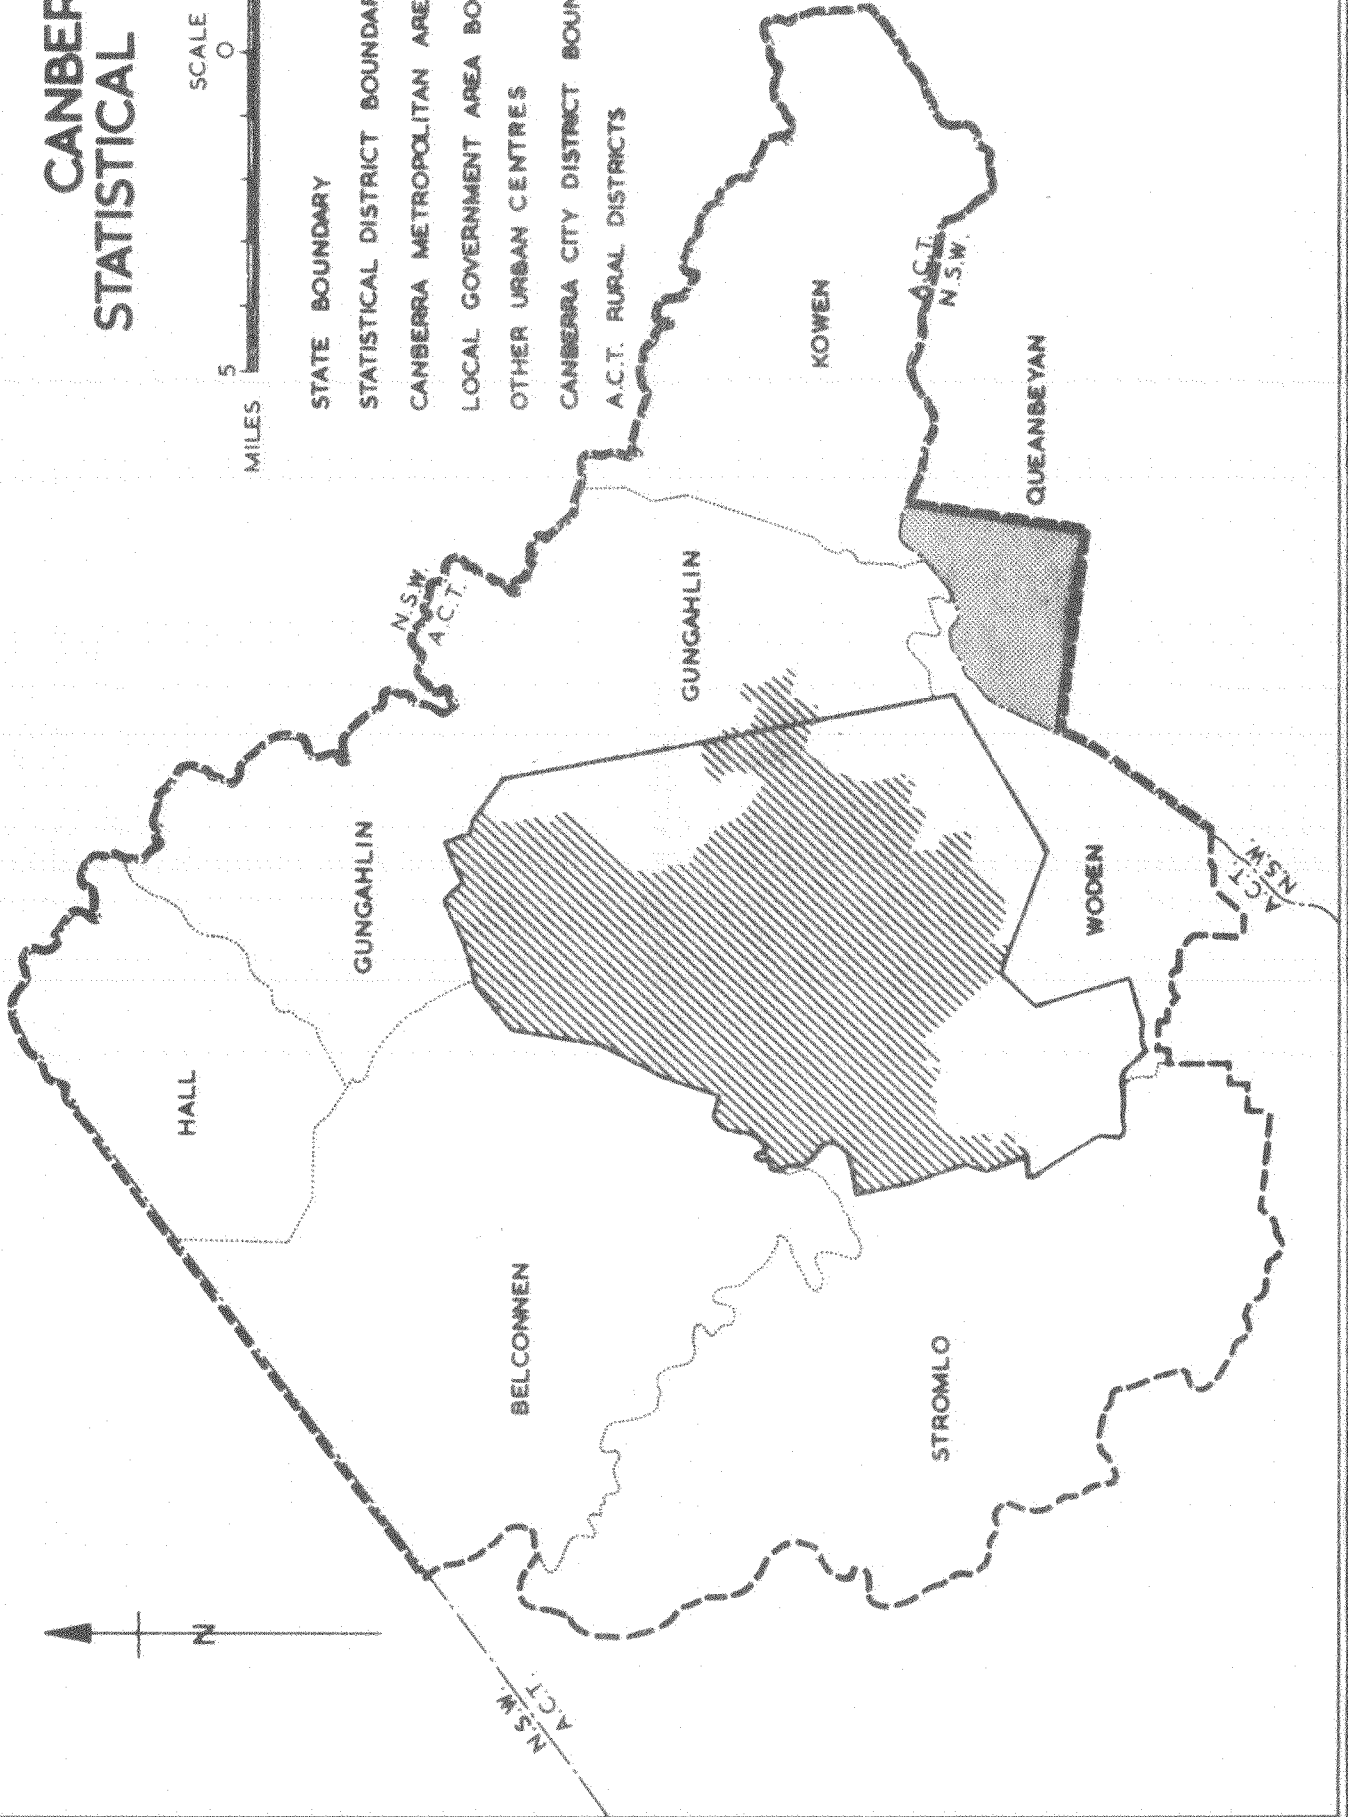 CANBER
STATISTICAL
SCALE
5
0
MILES
STATE BOUNDARY
STATISTICAL DISTRICT BOUNDAR
CANBERRA METROPOLITAN ARE
LOCAL GOVERNMENT AREA BO
OTHER URBAN CENTRES
CANBERRA CITY DISTRICT BOUN
A.C.T. RURAL DISTRICTS
N
N.S.W.
A.C.T.
HALL
GUNGAHLIN
N.S.W.
A.C.T.
BELCONNEN
GUNGAHLIN
KOWEN
A.C.T.
N.S.W.
STROMLO
QUEANBEYAN
WODEN
A.C.T.
N.S.W.